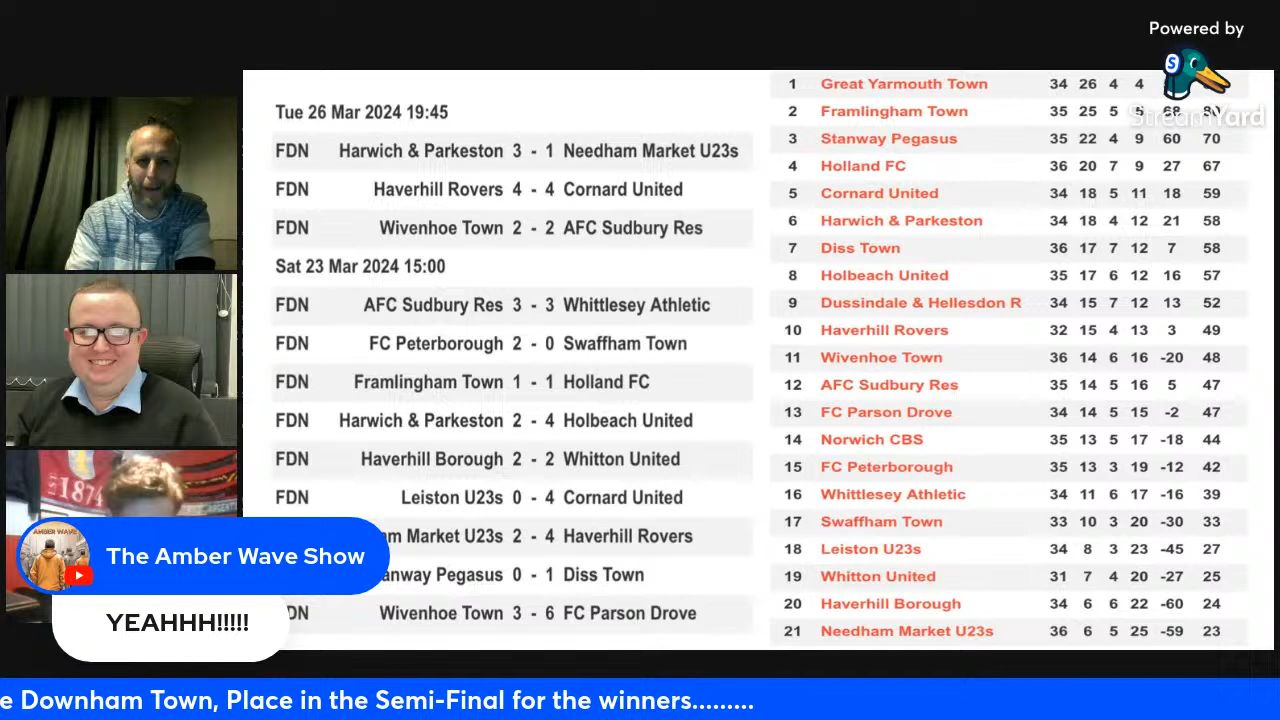 Powered by
StreamYard
Tue 26 Mar 2024 19:45
FDN Harwich & Parkeston 3 - 1 Needham Market U23s
FDN Haverhill Rovers 4 - 4 Cornard United
FDN Wivenhoe Town 2 - 2 AFC Sudbury Res
Sat 23 Mar 2024 15:00
FDN AFC Sudbury Res 3 - 3 Whittlesey Athletic
FDN FC Peterborough 2 - 0 Swaffham Town
FDN Framlingham Town 1 - 1 Holland FC
FDN Harwich & Parkeston 2 - 4 Holbeach United
FDN Haverhill Borough 2 - 2 Whitton United
FDN Leiston U23s 0 - 4 Cornard United
am Market U23s 2 - 4 Haverhill Rovers
anway Pegasus 0 - 1 Diss Town
DN Wivenhoe Town 3 - 6 FC Parson Drove
1 Great Yarmouth Town 34 26 4 4
2 Framlingham Town 35 25 5 5 68 80
3 Stanway Pegasus 35 22 4 9 60 70
4 Holland FC 36 20 7 9 27 67
5 Cornard United 34 18 5 11 18 59
6 Harwich & Parkeston 34 18 4 12 21 58
7 Diss Town 36 17 7 12 7 58
8 Holbeach United 35 17 6 12 16 57
9 Dussindale & Hellesdon R 34 15 7 12 13 52
10 Haverhill Rovers 32 15 4 13 3 49
11 Wivenhoe Town 36 14 6 16 -20 48
12 AFC Sudbury Res 35 14 5 16 5 47
13 FC Parson Drove 34 14 5 15 -2 47
14 Norwich CBS 35 13 5 17 -18 44
15 FC Peterborough 35 13 3 19 -12 42
16 Whittlesey Athletic 34 11 6 17 -16 39
17 Swaffham Town 33 10 3 20 -30 33
18 Leiston U23s 34 8 3 23 -45 27
19 Whitton United 31 7 4 20 -27 25
20 Haverhill Borough 34 6 6 22 -60 24
21 Needham Market U23s 36 6 5 25 -59 23
1874
AMBER WAVE
The Amber Wave Show
YEAHHH!!!!!
e Downham Town, Place in the Semi-Final for the winners.........